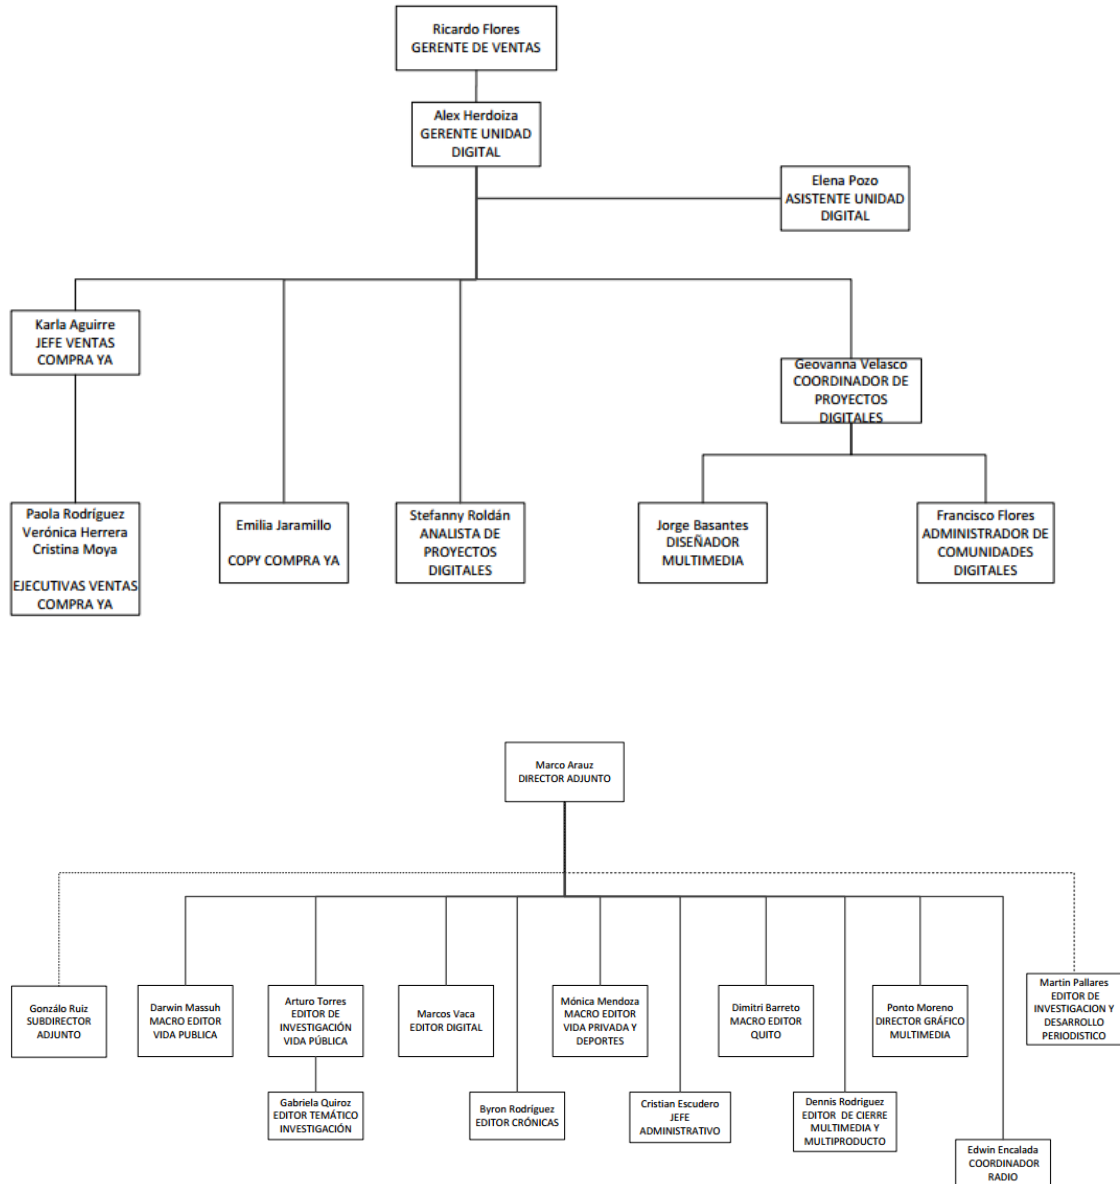 Ricardo Flores
GERENTE DE VENTAS
Alex Herdoiza
GERENTE UNIDAD
DIGITAL
Elena Pozo
ASISTENTE UNIDAD
DIGITAL
Karla Aguirre
JEFE VENTAS
COMPRA YA
Geovanna Velasco
COORDINADOR DE
PROYECTOS
DIGITALES
Paola Rodríguez
Verónica Herrera
Cristina Moya
EJECUTIVAS VENTAS
COMPRA YA
Emilia Jaramillo
COPY COMPRA YA
Stefanny Roldán
ANALISTA DE
PROYECTOS
DIGITALES
Jorge Basantes
DISEÑADOR
MULTIMEDIA
Francisco Flores
ADMINISTRADOR DE
COMUNIDADES
DIGITALES
Marco Arauz
DIRECTOR ADJUNTO
Gonzálo Ruiz
SUBDIRECTOR
ADJUNTO
Darwin Massuh
MACRO EDITOR
VIDA PUBLICA
Arturo Torres
EDITOR DE
INVESTIGACIÓN
VIDA PÚBLICA
Marcos Vaca
EDITOR DIGITAL
Mónica Mendoza
MACRO EDITOR
VIDA PRIVADA Y
DEPORTES
Dimitri Barreto
MACRO EDITOR
QUITO
Ponto Moreno
DIRECTOR GRÁFICO
MULTIMEDIA
Martin Pallares
EDITOR DE
INVESTIGACION Y
DESARROLLO
PERIODISTICO
Gabriela Quiroz
EDITOR TEMÁTICO
INVESTIGACIÓN
Byron Rodríguez
EDITOR CRÓNICAS
Cristian Escudero
JEFE
ADMINISTRATIVO
Dennis Rodriguez
EDITOR DE CIERRE
MULTIMEDIA Y
MULTIPRODUCTO
Edwin Encalada
COORDINADOR
RADIO